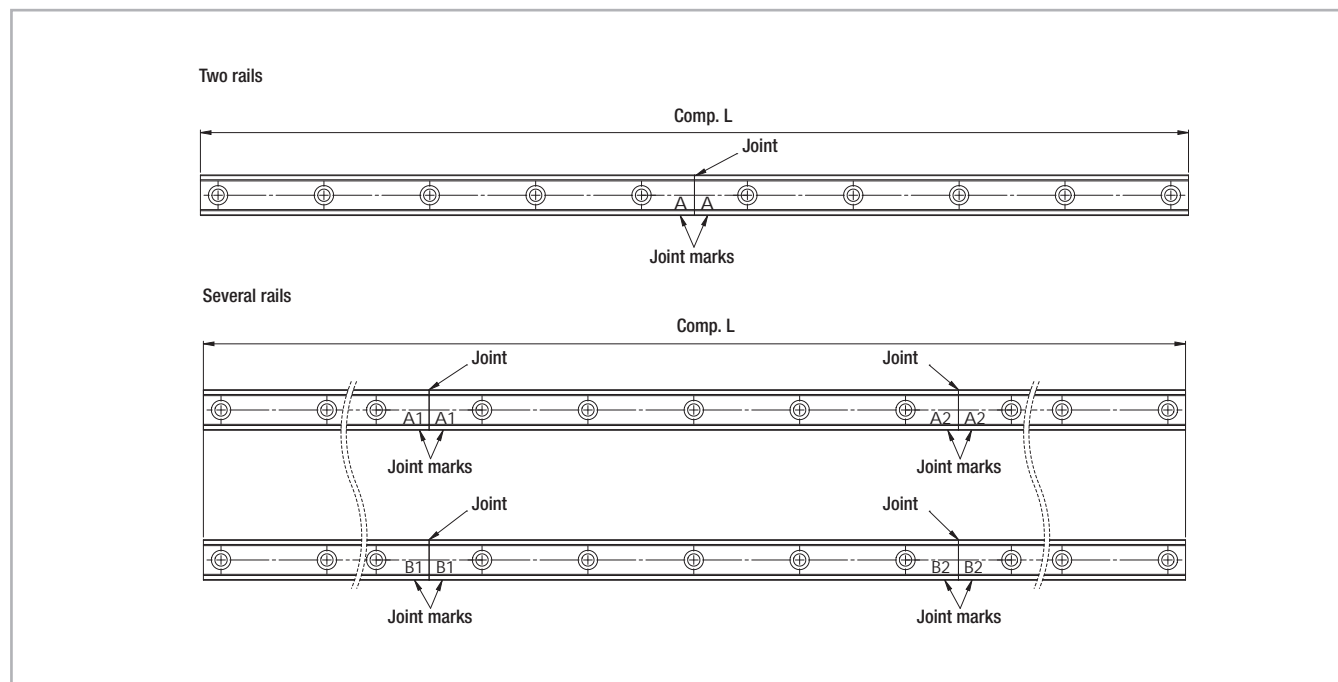 Two rails
Comp. L
Joint
A A
Joint marks
Several rails
Comp. L
Joint Joint
A1 A1 A2 A2
Joint marks Joint marks
Joint Joint
B1 B1 B2 B2
Joint marks Joint marks